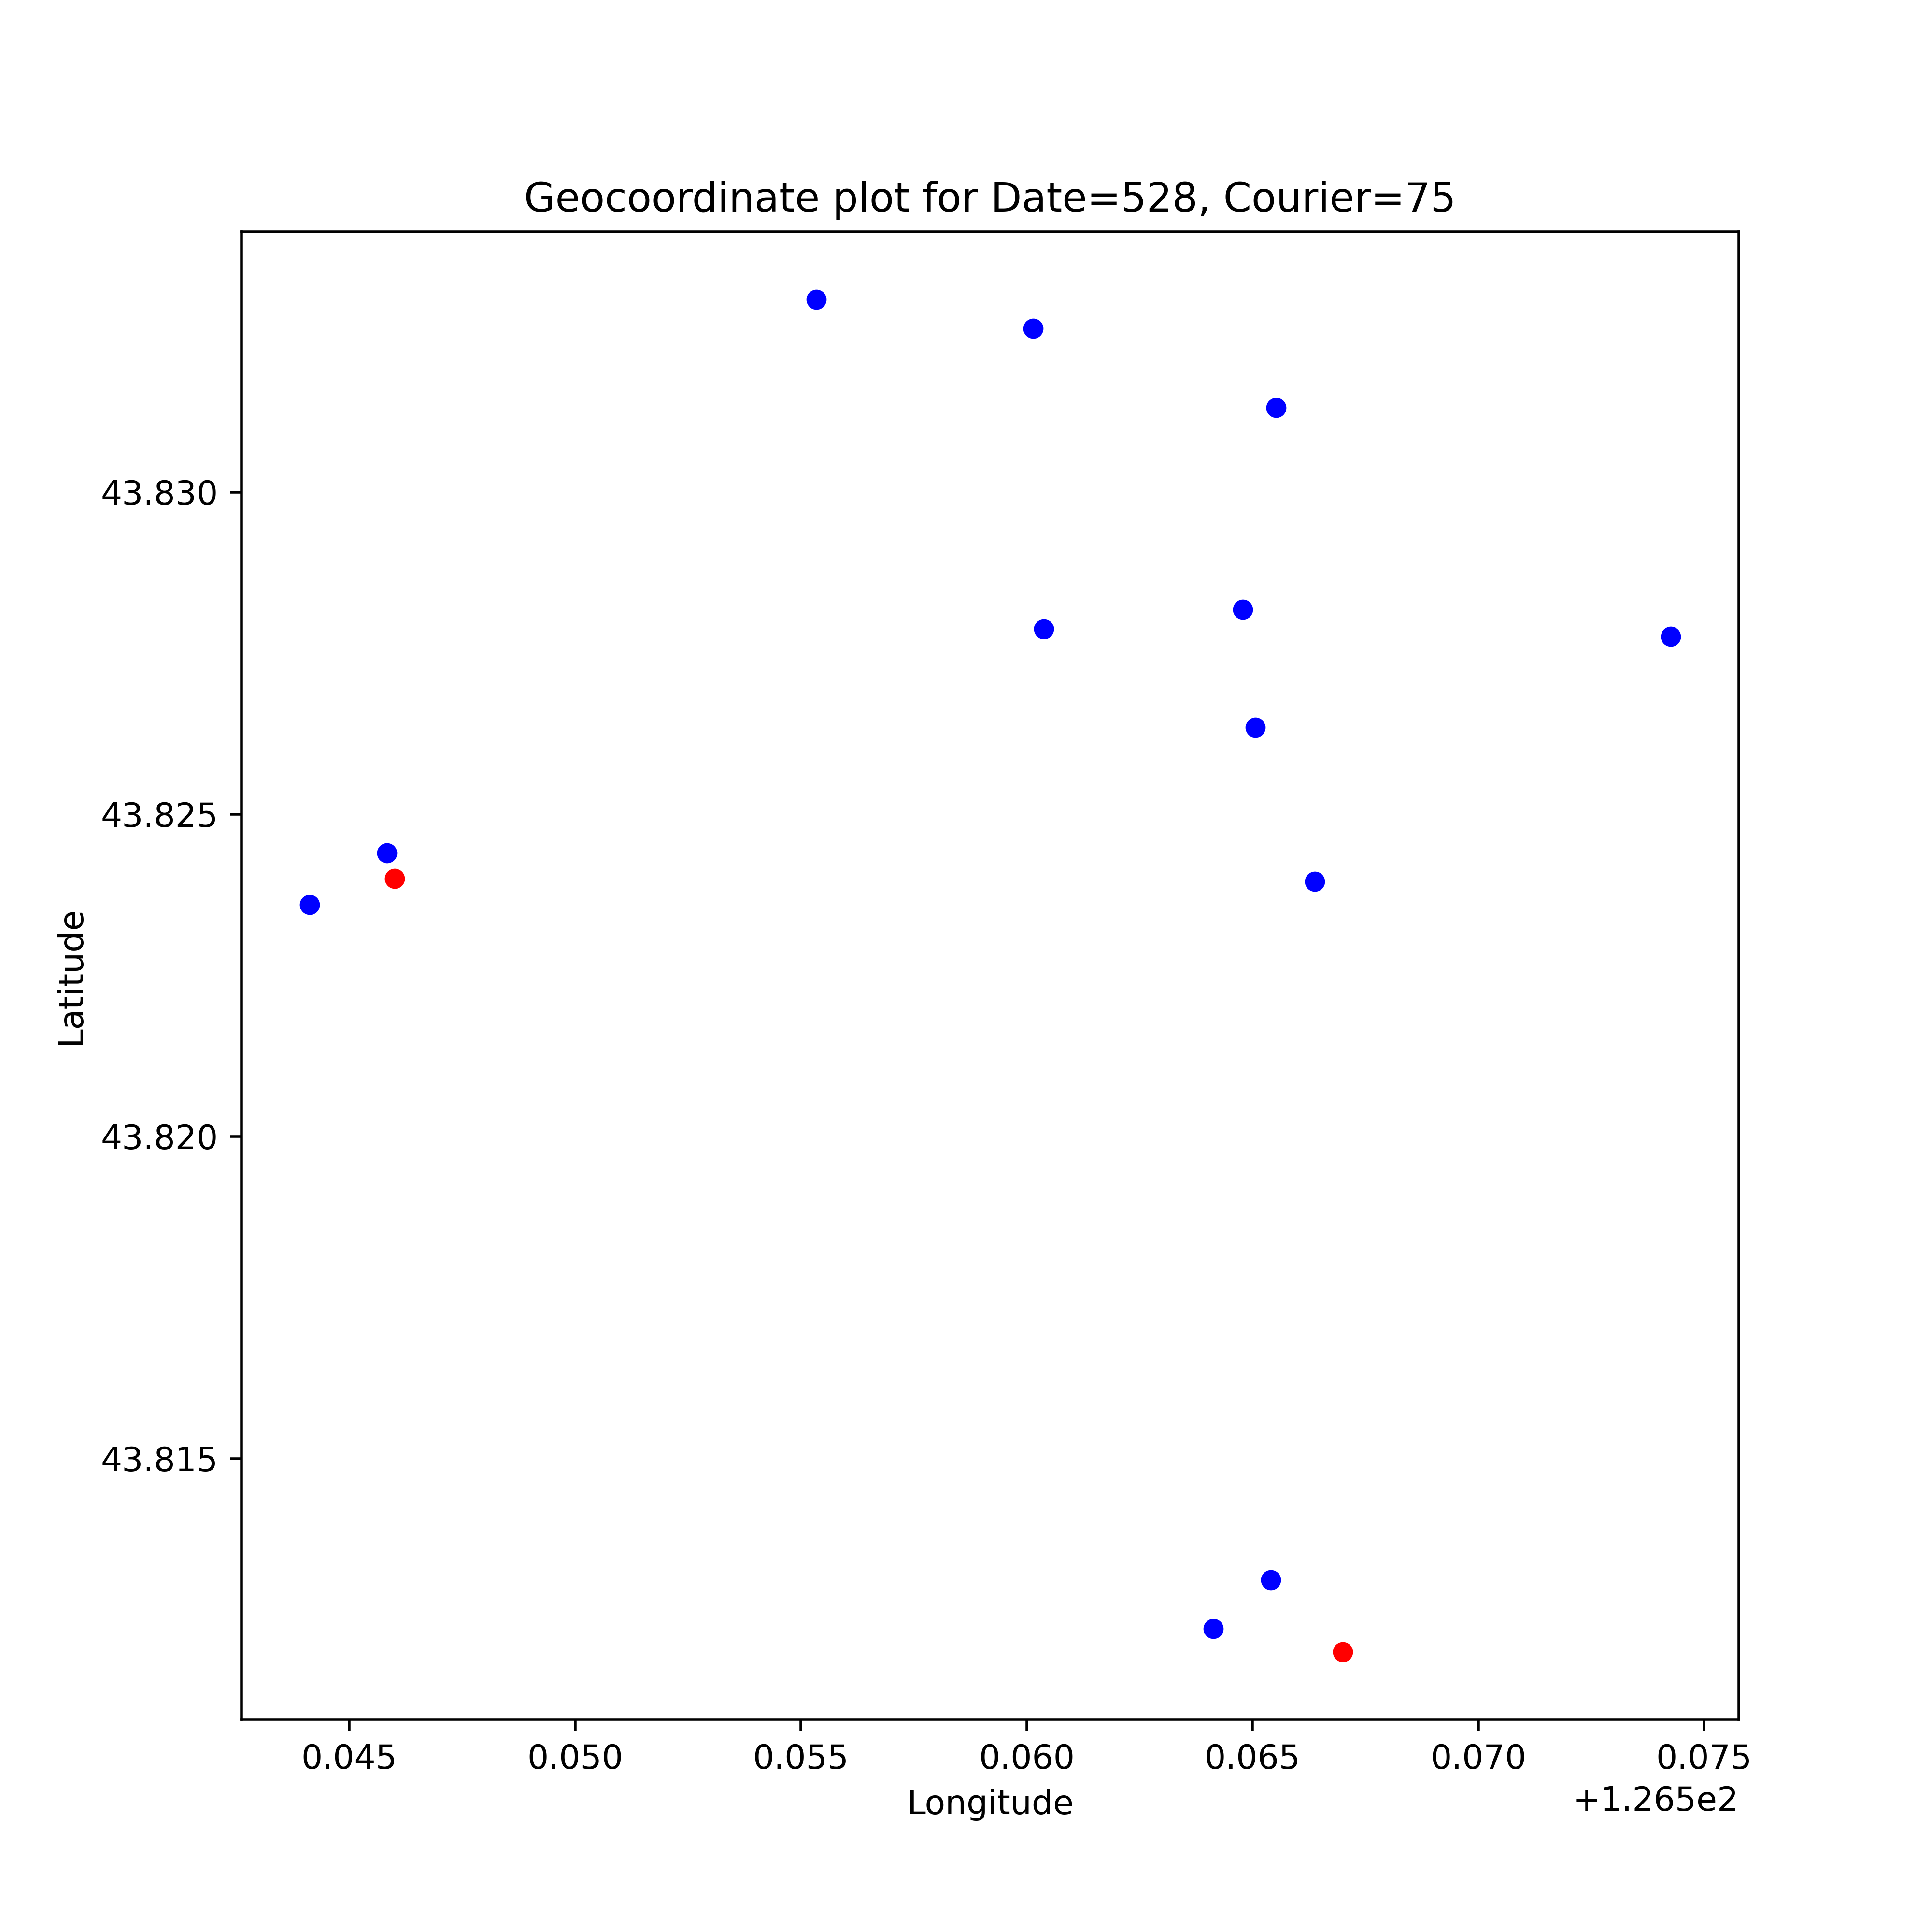 Geocoordinate plot for Date=528, Courier=75
43.830
43.825
43.820
43.815
Latitude
0.045 0.050 0.055 0.060 0.065 0.070 0.075
+1.265e2
Longitude